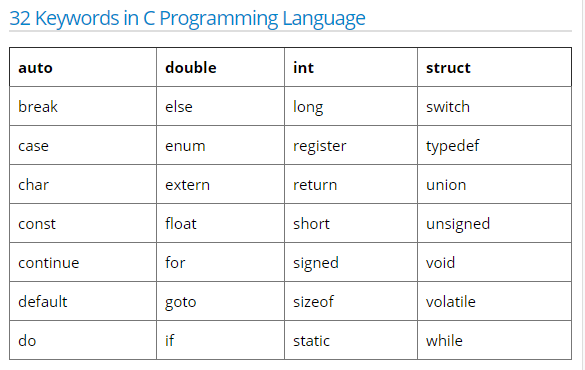 32 Keywords in C Programming Language
auto double int struct
break else long switch
case enum register typedef
char extern return union
const float short unsigned
continue for signed void
default goto sizeof volatile
do if static while